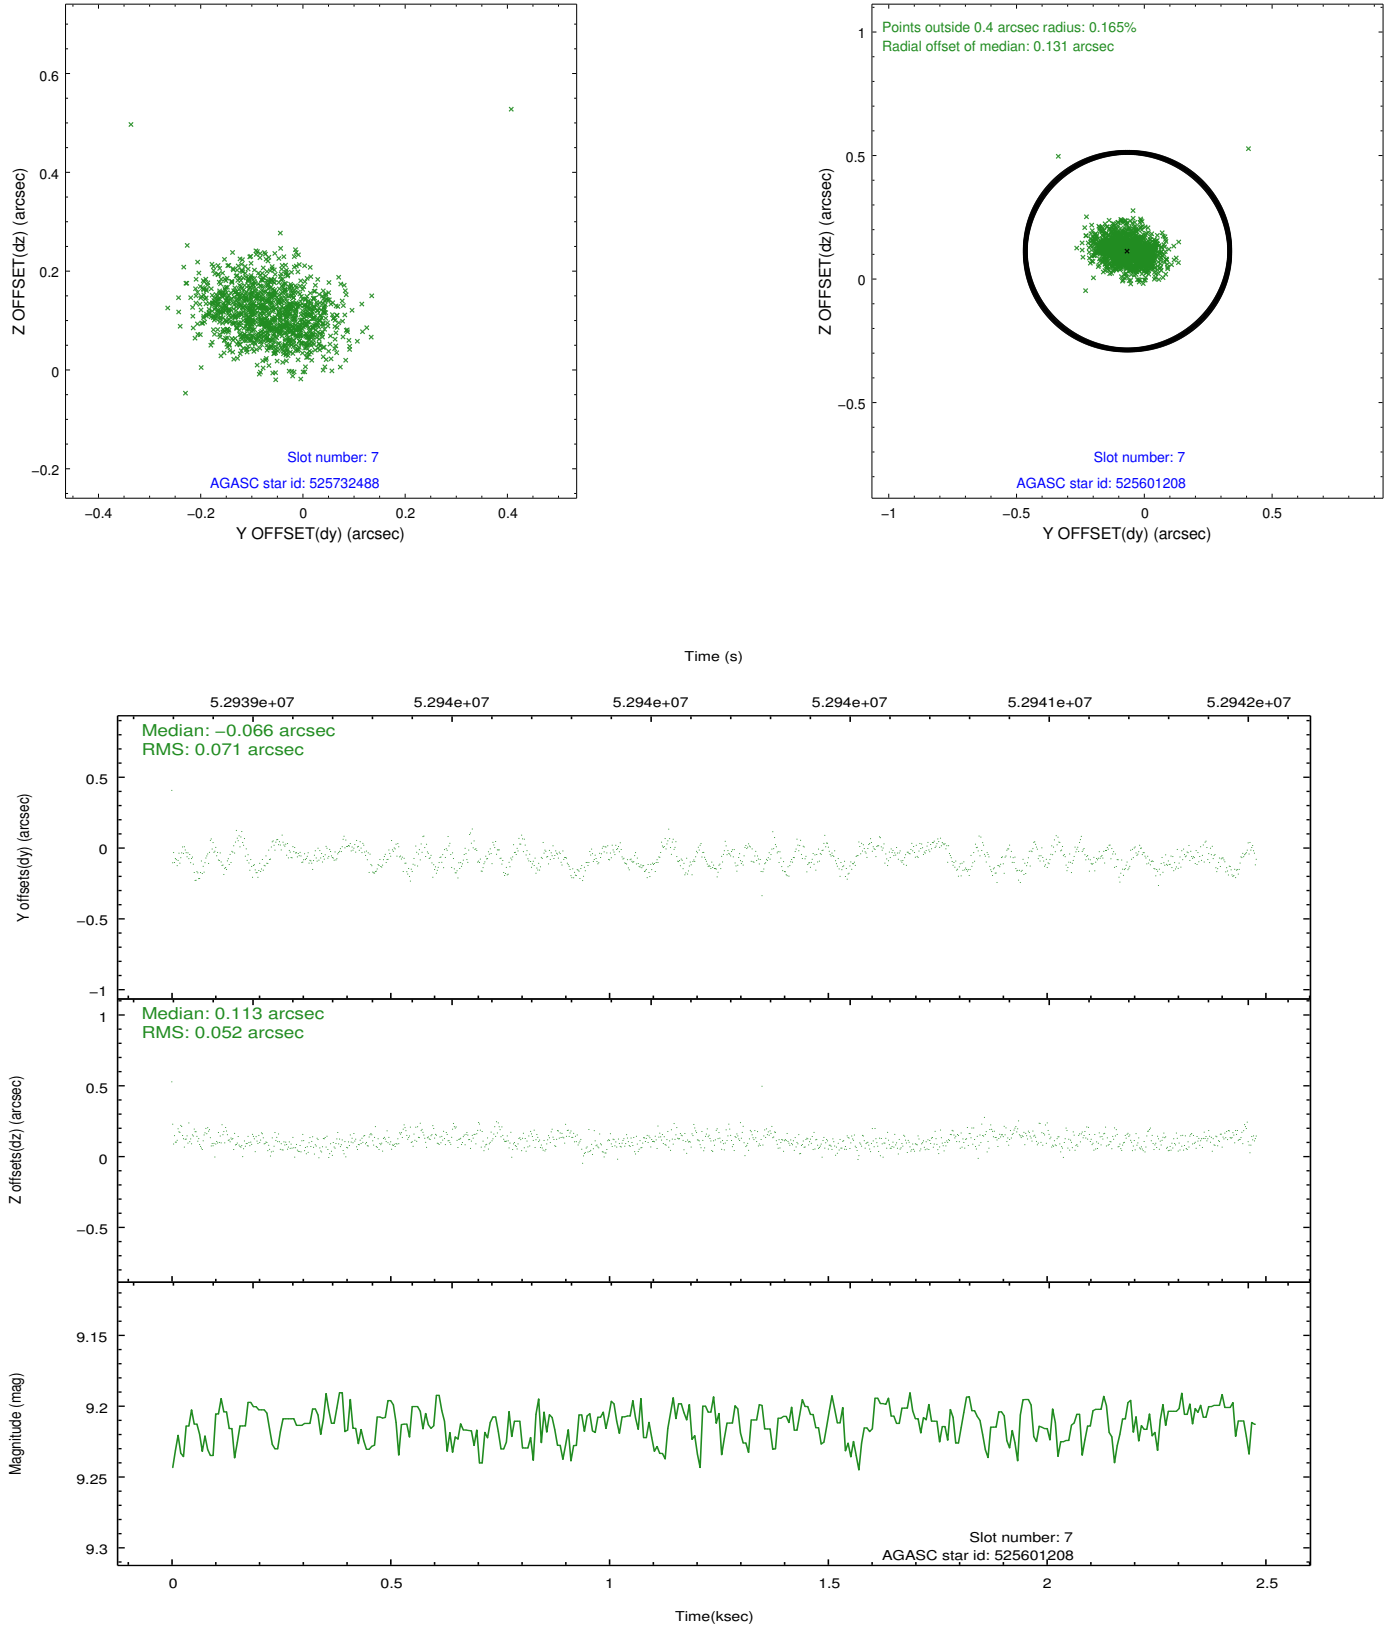 0.6
0.4
0.2
0
−0.2
−0.4
−0.2
0
0.2
0.4
Z OFFSET(dz) (arcsec)
Y OFFSET(dy) (arcsec)
Slot number: 7
AGASC star id: 525732488
Points outside 0.4 arcsec radius: 0.165%
Radial offset of median: 0.131 arcsec
1
0.5
0
−0.5
−1
−0.5
0
0.5
Z OFFSET(dz) (arcsec)
Y OFFSET(dy) (arcsec)
Slot number: 7
AGASC star id: 525601208
Time (s)
5.2939e+07 5.294e+07 5.294e+07 5.294e+07 5.2941e+07 5.2942e+07
Median: −0.066 arcsec
RMS: 0.071 arcsec
0.5
0
−0.5
−1
Y offsets(dy) (arcsec)
Median: 0.113 arcsec
RMS: 0.052 arcsec
1
0.5
0
−0.5
Z offsets(dz) (arcsec)
9.15
9.2
9.25
9.3
Magnitude (mag)
Slot number: 7
AGASC star id: 525601208
0 0.5 1 1.5 2 2.5
Time(ksec)